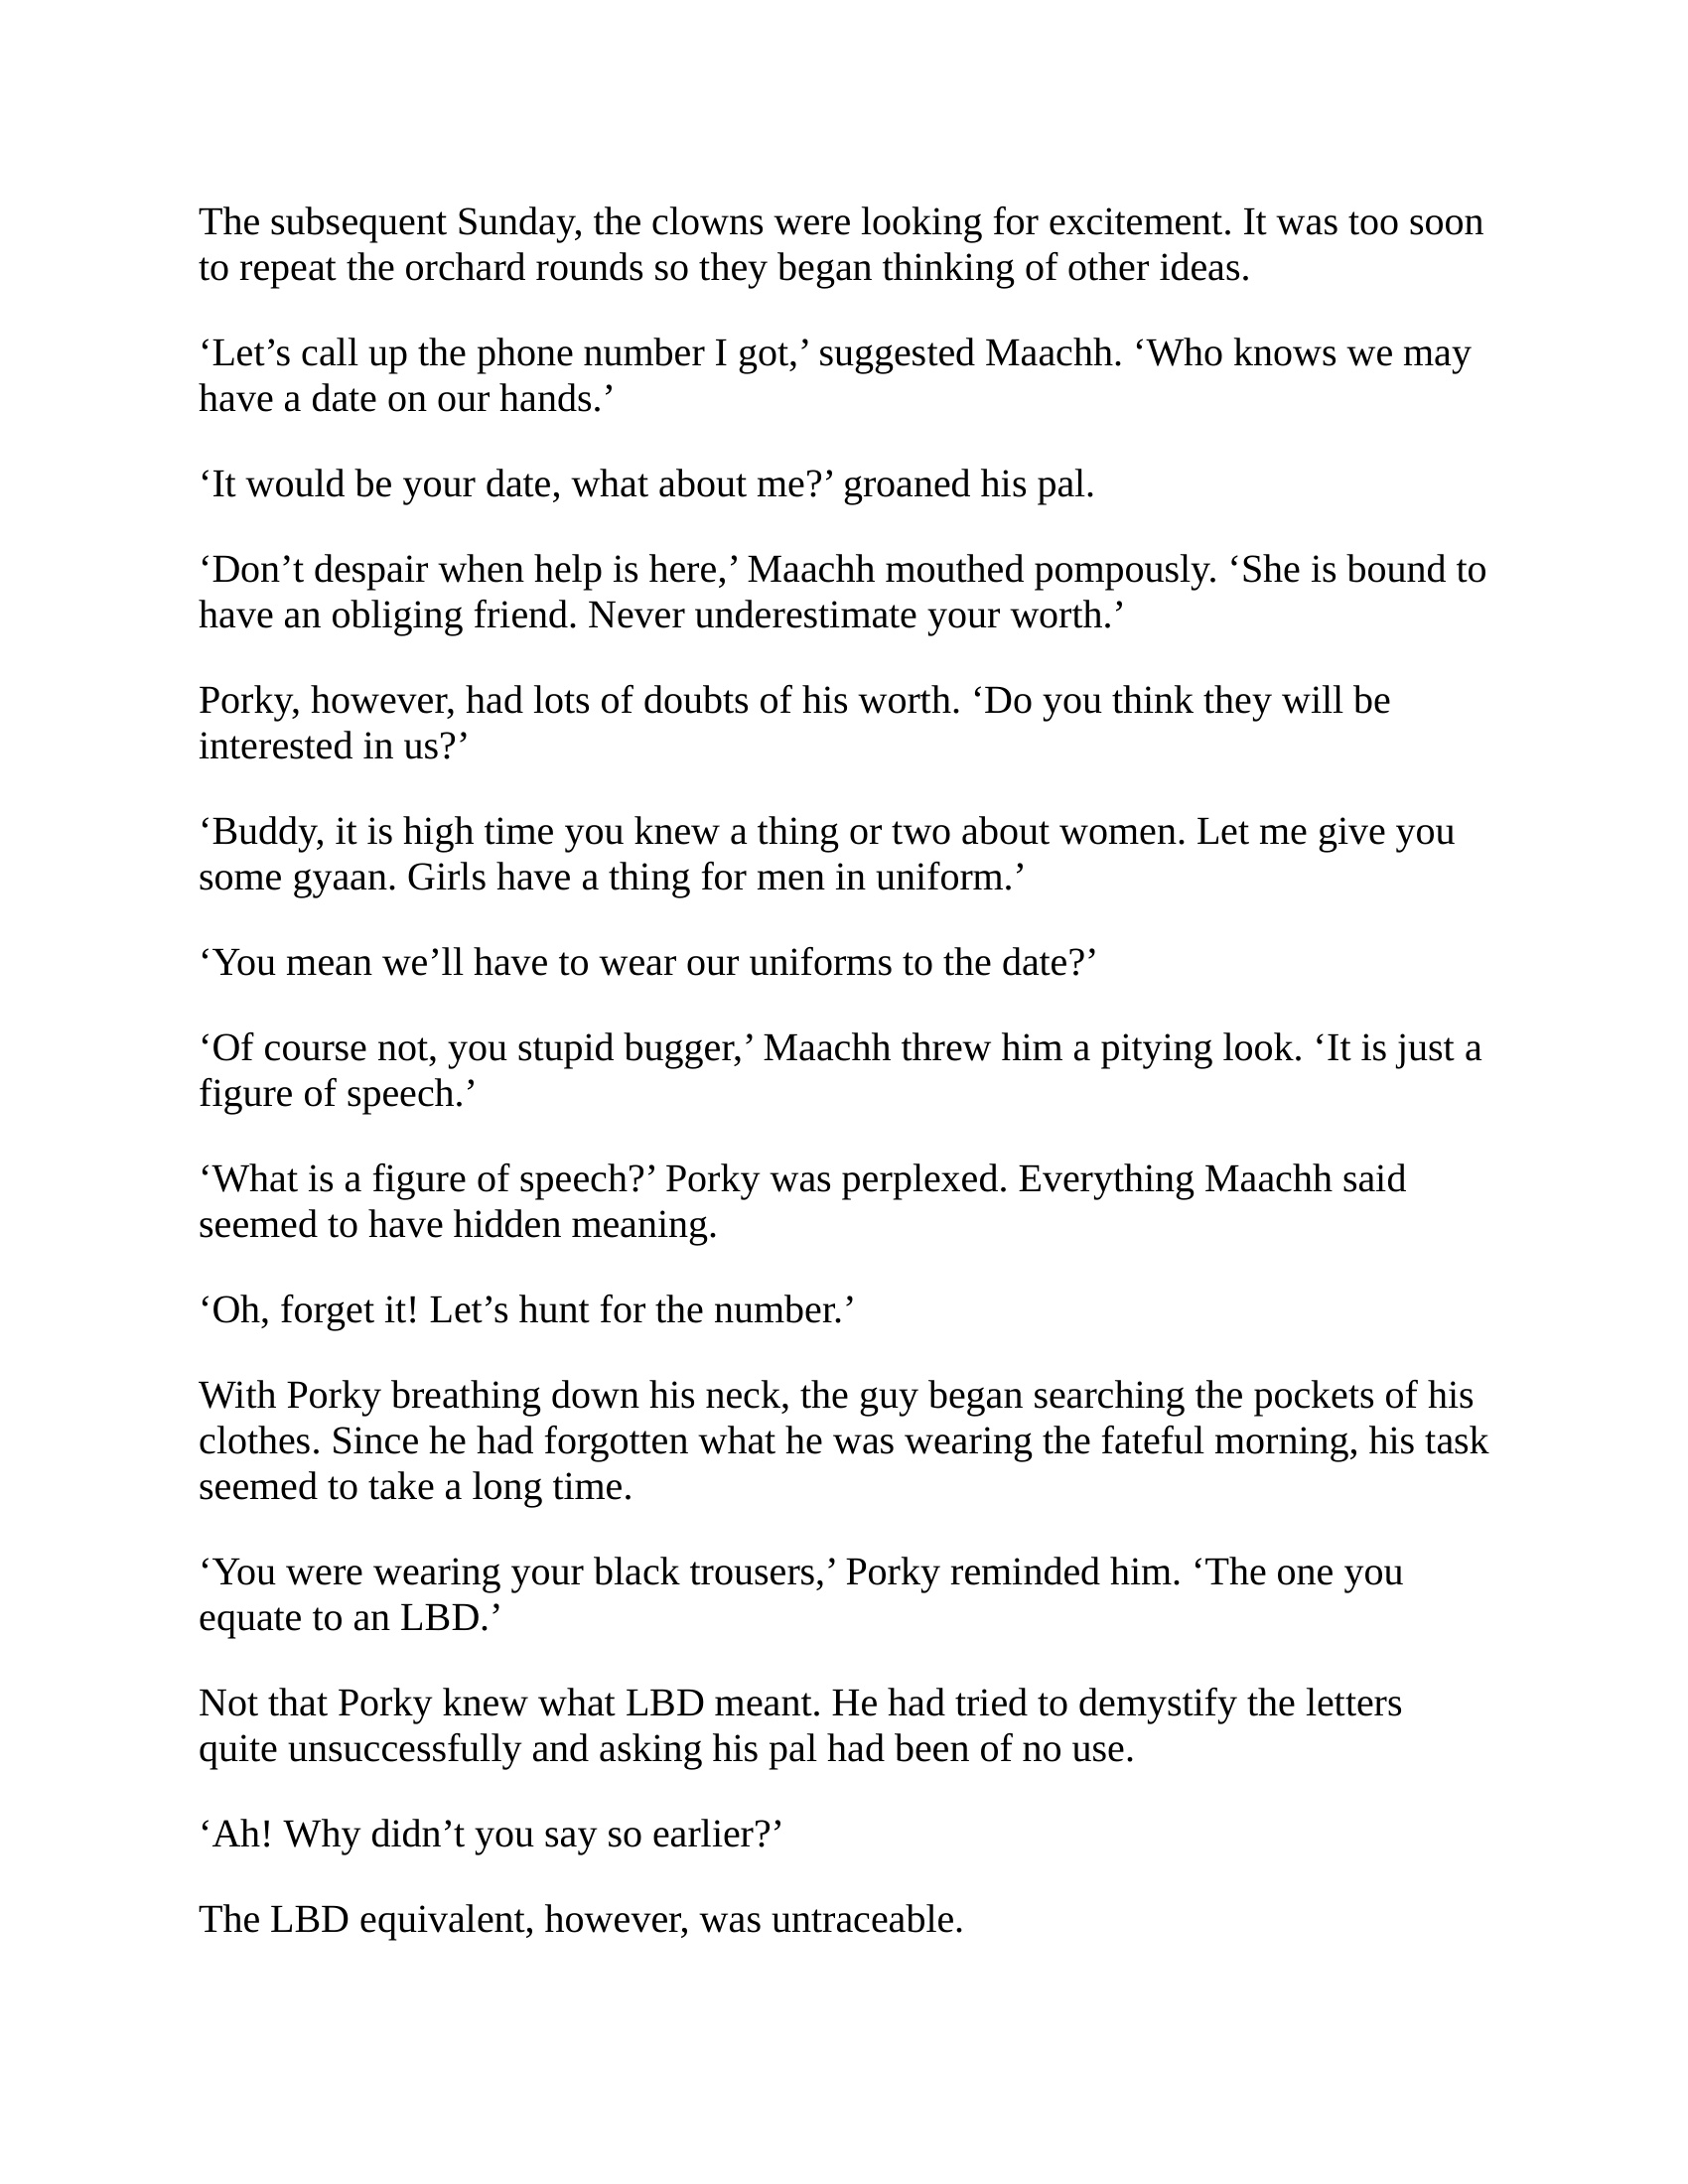 The subsequent Sunday, the clowns were looking for excitement. It was too soon
to repeat the orchard rounds so they began thinking of other ideas.
‘Let’s call up the phone number I got,’ suggested Maachh. ‘Who knows we may
have a date on our hands.’
‘It would be your date, what about me?’ groaned his pal.
‘Don’t despair when help is here,’ Maachh mouthed pompously. ‘She is bound to
have an obliging friend. Never underestimate your worth.’
Porky, however, had lots of doubts of his worth. ‘Do you think they will be
interested in us?’
‘Buddy, it is high time you knew a thing or two about women. Let me give you
some gyaan. Girls have a thing for men in uniform.’
‘You mean we’ll have to wear our uniforms to the date?’
‘Of course not, you stupid bugger,’ Maachh threw him a pitying look. ‘It is just a
figure of speech.’
‘What is a figure of speech?’ Porky was perplexed. Everything Maachh said
seemed to have hidden meaning.
‘Oh, forget it! Let’s hunt for the number.’
With Porky breathing down his neck, the guy began searching the pockets of his
clothes. Since he had forgotten what he was wearing the fateful morning, his task
seemed to take a long time.
‘You were wearing your black trousers,’ Porky reminded him. ‘The one you
equate to an LBD.’
Not that Porky knew what LBD meant. He had tried to demystify the letters
quite unsuccessfully and asking his pal had been of no use.
‘Ah! Why didn’t you say so earlier?’
The LBD equivalent, however, was untraceable.